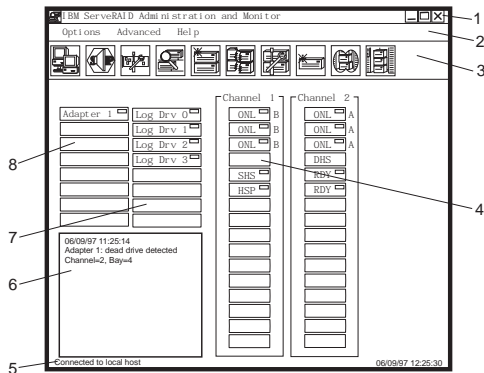 IBM ServeRAID Administration and Monitor
Options Advanced Help
1
2
3
Channel 1 Channel 2
Adapter 1 Log Drv 0 ONL B ONL A
Log Drv 1 ONL B ONL A
Log Drv 2 ONL B ONL A
Log Drv 3 DHS
SHS RDY
HSP RDY
8
4
7
06/09/97 11:25:14
Adapter 1: dead drive detected
Channel=2, Bay=4
6
5
Connected to local host 06/09/97 12:25:30